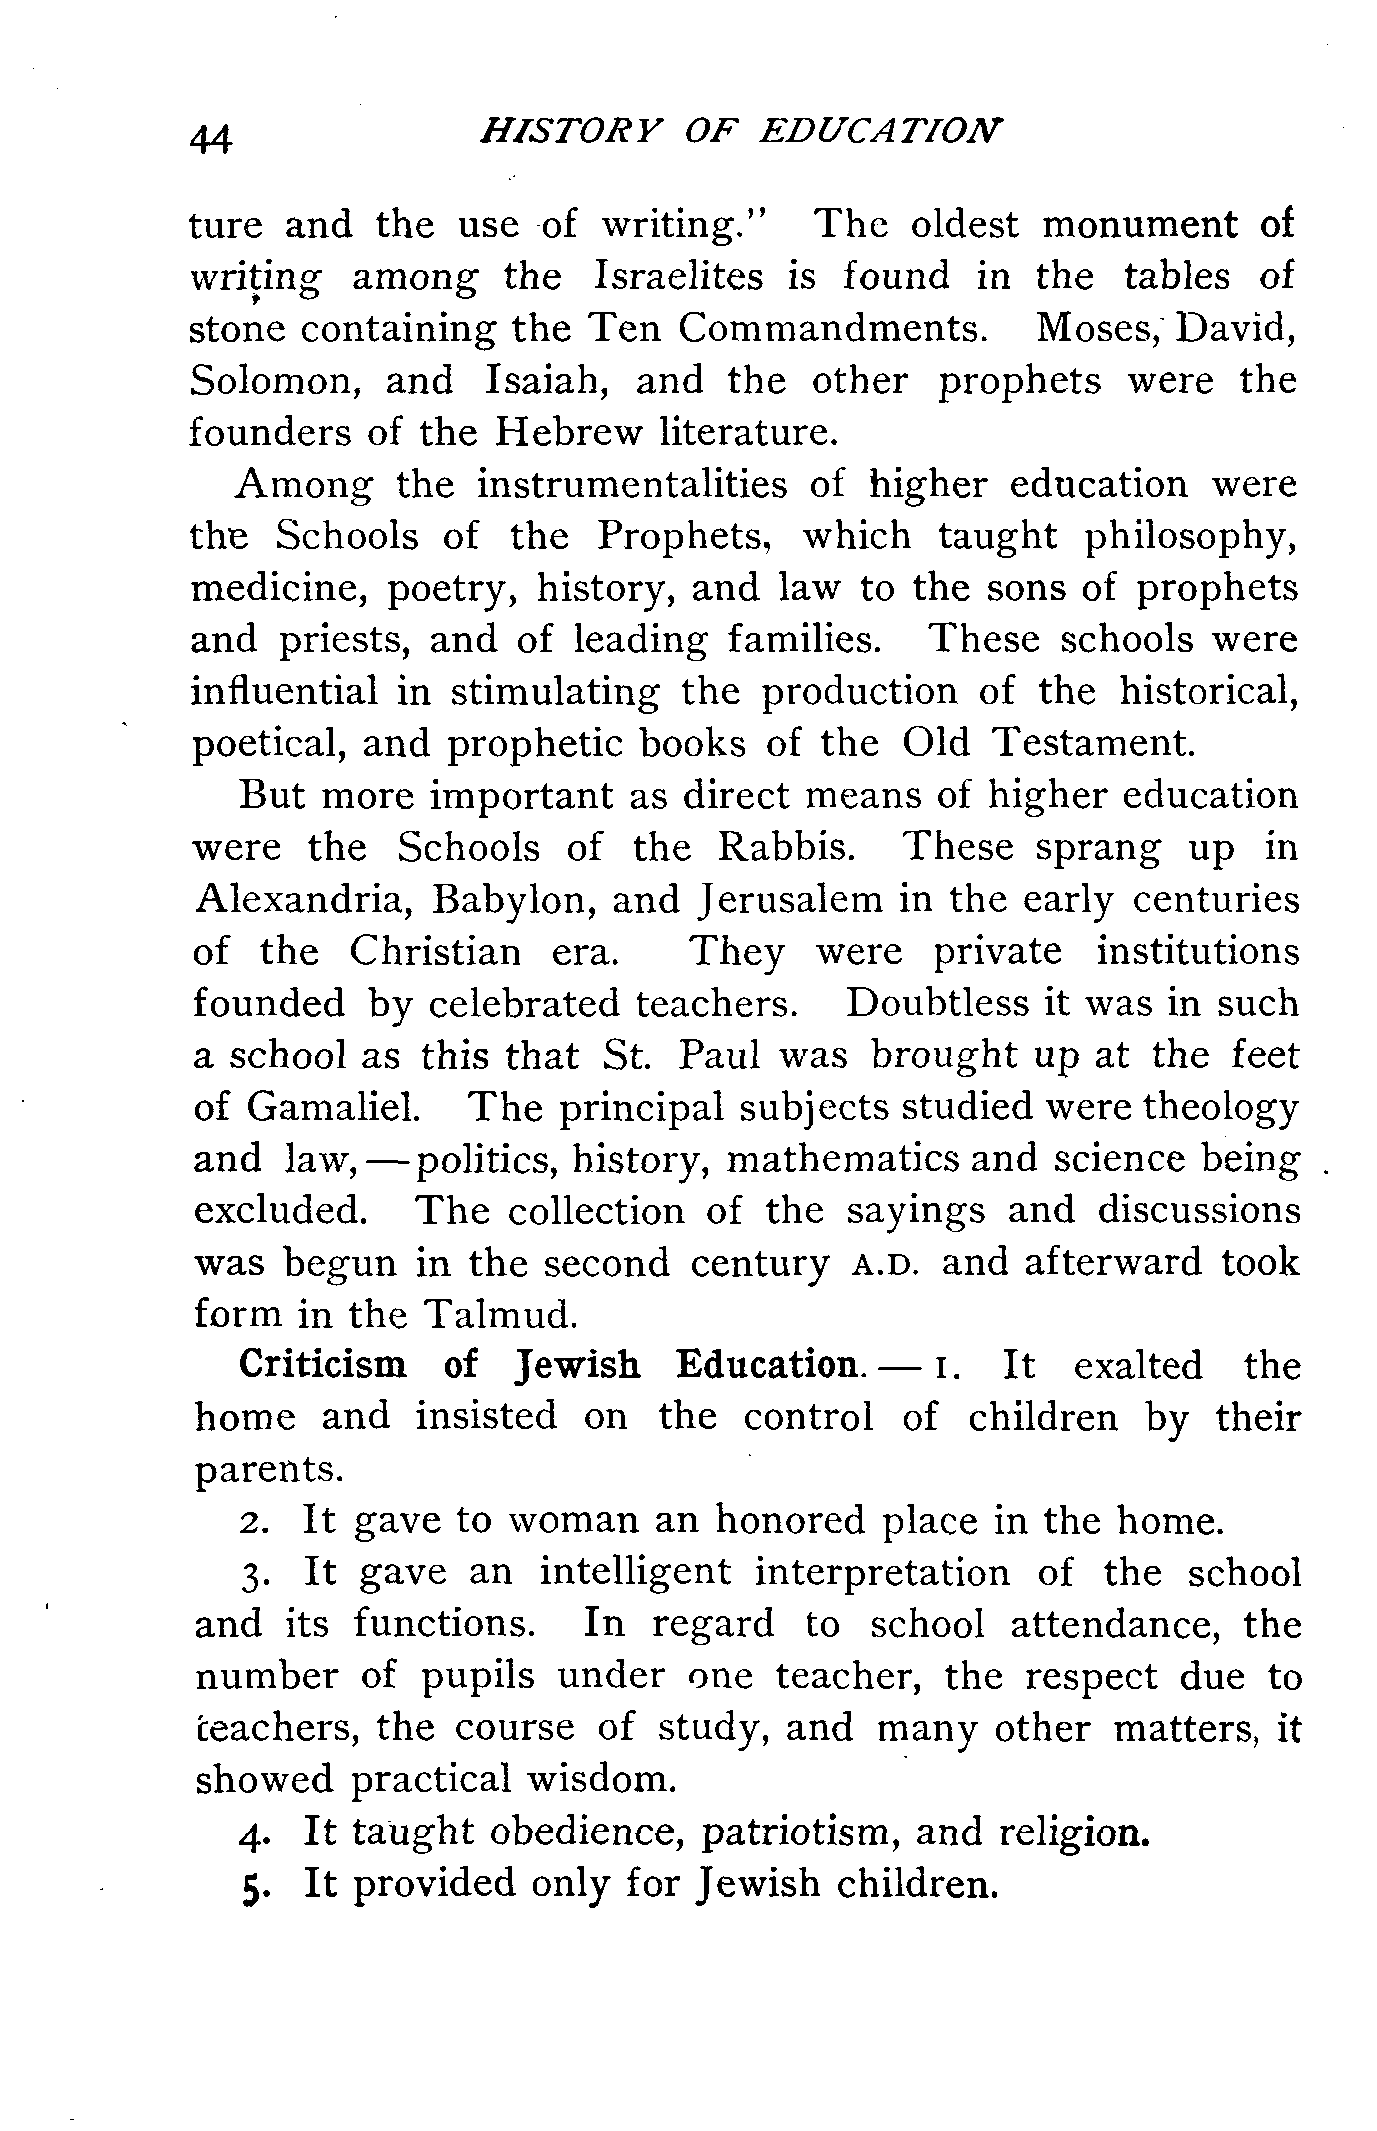 44 HISTORY OF EDUCATION
ture and the use of writing." The oldest monument of
writing among the Israelites is found in the tables of
stone containing the Ten Commandments. Moses, David,
Solomon, and Isaiah, and the other prophets were the
founders of the Hebrew literature.
Among the instrumentalities of higher education were
the Schools of the Prophets, which taught philosophy,
medicine, poetry, history, and law to the sons of prophets
and priests, and of leading families. These schools were
influential in stimulating the production of the historical,
poetical, and prophetic books of the Old Testament.
But more important as direct means of higher education
were the Schools of the Rabbis. These sprang up in
Alexandria, Babylon, and Jerusalem in the early centuries
of the Christian era. They were private institutions
founded by celebrated teachers. Doubtless it was in such
a school as this that St. Paul was brought up at the feet
of Gamaliel. The principal subjects studied were theology
and law,—politics, history, mathematics and science being
excluded. The collection of the sayings and discussions
was begun in the second century A.D. and afterward took
form in the Talmud.
Criticism of Jewish Education. — 1. It exalted the
home and insisted on the control of children by their
parents.
2. It gave to woman an honored place in the home.
3. It gave an intelligent interpretation of the school
and its functions. In regard to school attendance, the
number of pupils under one teacher, the respect due to
teachers, the course of study, and many other matters, it
showed practical wisdom.
4. It taught obedience, patriotism, and religion.
5. It provided only for Jewish children.